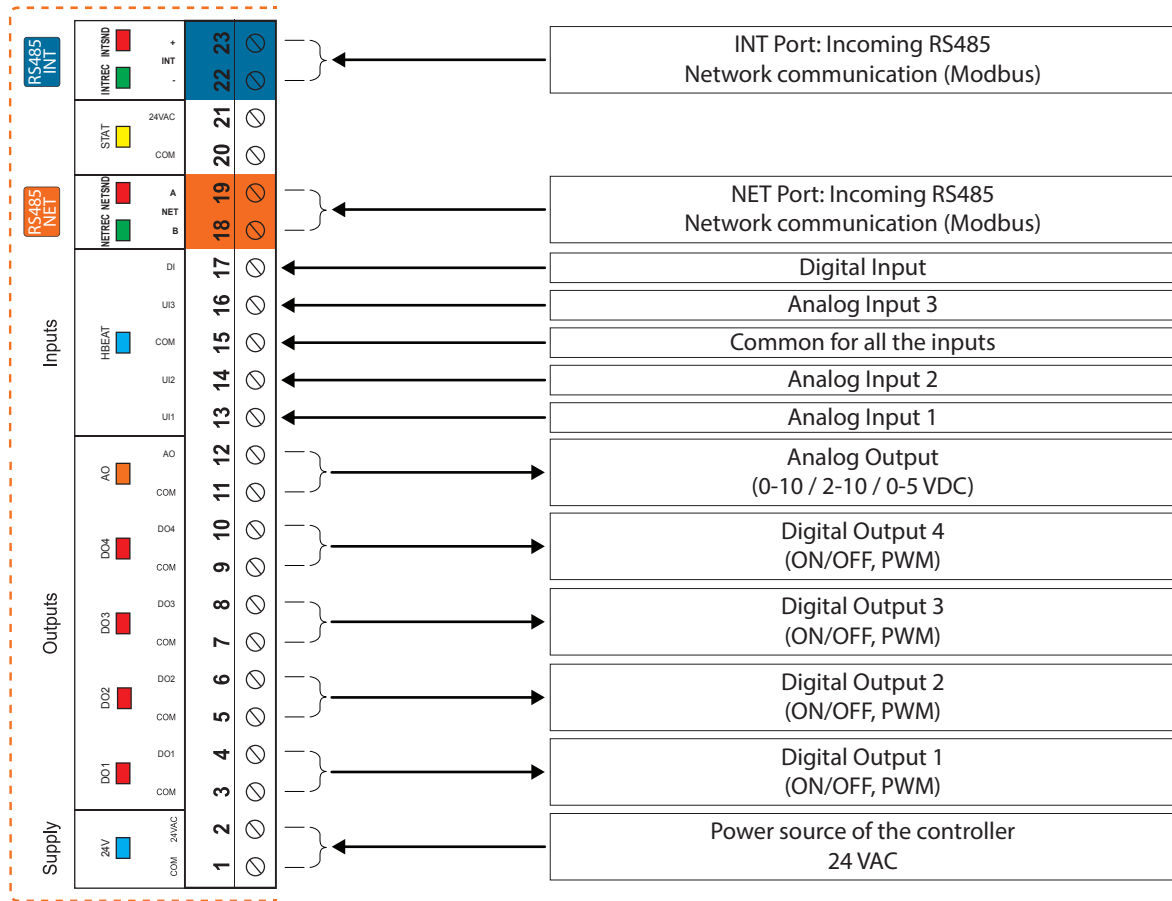 RS485
INT
INTREC INTSND
+
INT
-
23
22
INT Port: Incoming RS485
Network communication (Modbus)
STAT
24VAC
COM
21
20
RS485
NET
NETREC NETSND
A
NET
B
19
18
NET Port: Incoming RS485
Network communication (Modbus)
Inputs
HBEAT
DI
17
Digital Input
UI3
16
Analog Input 3
COM
15
Common for all the inputs
UI2
14
Analog Input 2
UI1
13
Analog Input 1
Outputs
AO
AO
COM
12
11
Analog Output
(0-10 / 2-10 / 0-5 VDC)
DO4
DO4
COM
10
9
Digital Output 4
(ON/OFF, PWM)
DO3
DO3
COM
8
7
Digital Output 3
(ON/OFF, PWM)
DO2
DO2
COM
6
5
Digital Output 2
(ON/OFF, PWM)
DO1
DO1
COM
4
3
Digital Output 1
(ON/OFF, PWM)
Supply
24V
COM 24VAC
2
1
Power source of the controller
24 VAC